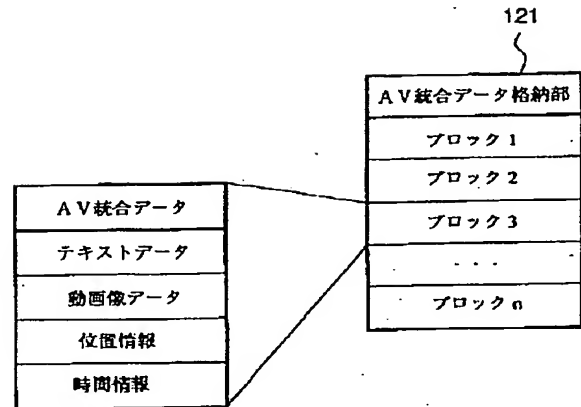 121
AV統合データ格納部
ブロック1
ブロック2
ブロック3
...
ブロックn
AV統合データ
テキストデータ
動画像データ
位置情報
時間情報